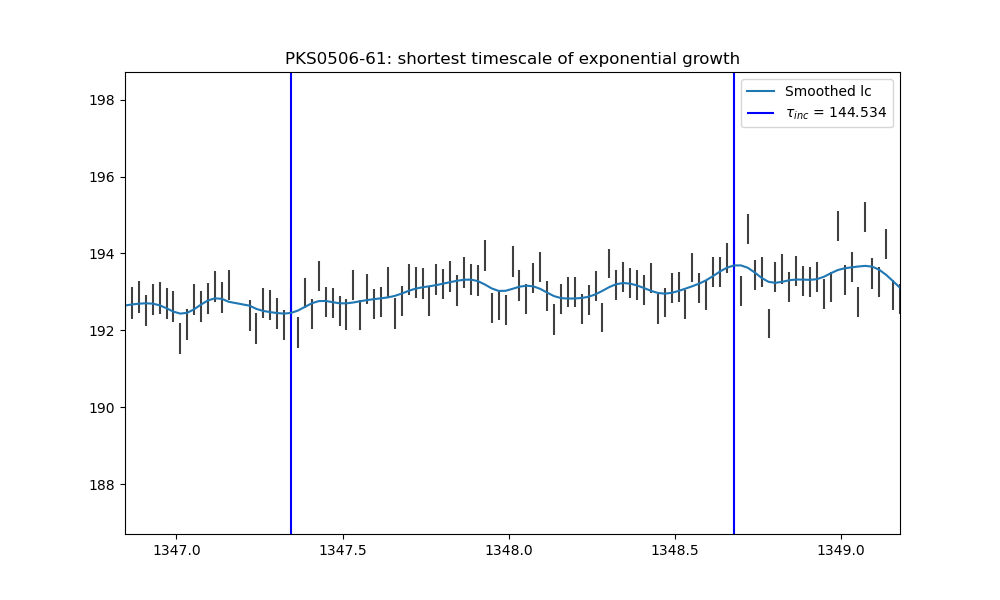 PKS0506-61: shortest timescale of exponential growth
Smoothed lc
τ_inc = 144.534
198
196
194
192
190
188
1347.0 1347.5 1348.0 1348.5 1349.0